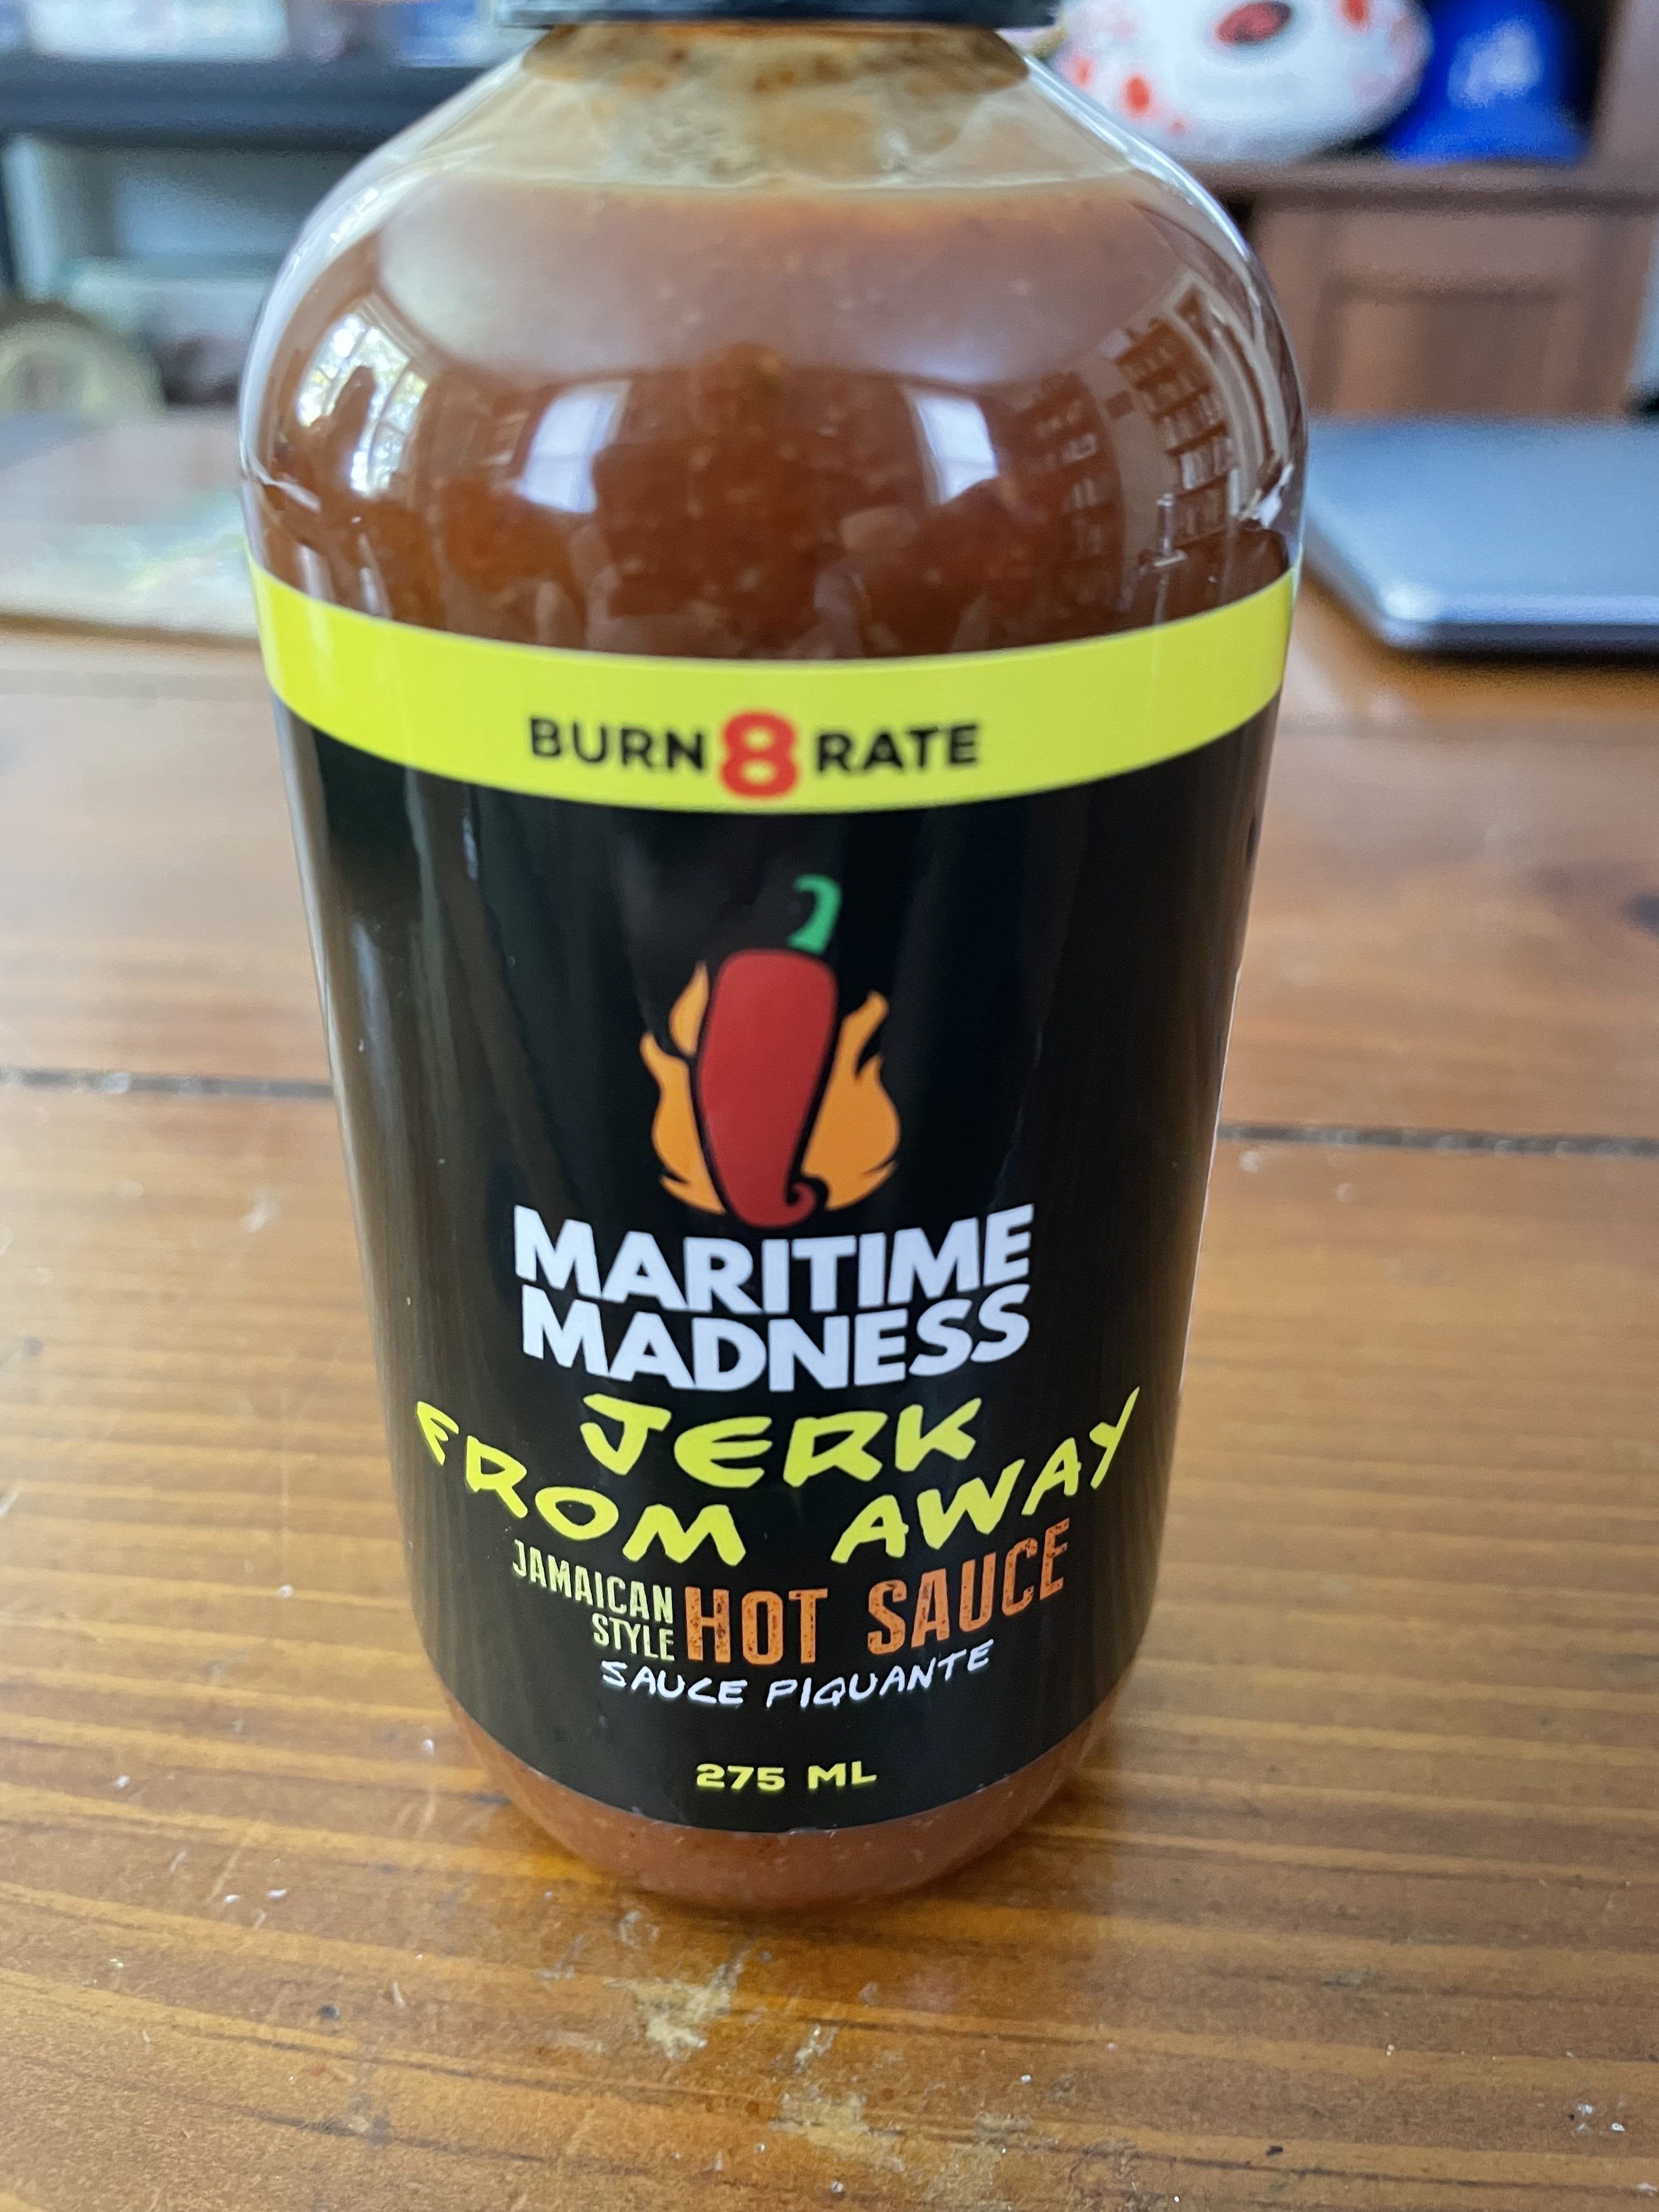 BURN 8 RATE
MARITIME
MADNESS
JERK
FROM AWAY
JAMAICAN
STYLE
HOT SAUCE
SAUCE PIQUANTE
275 ML